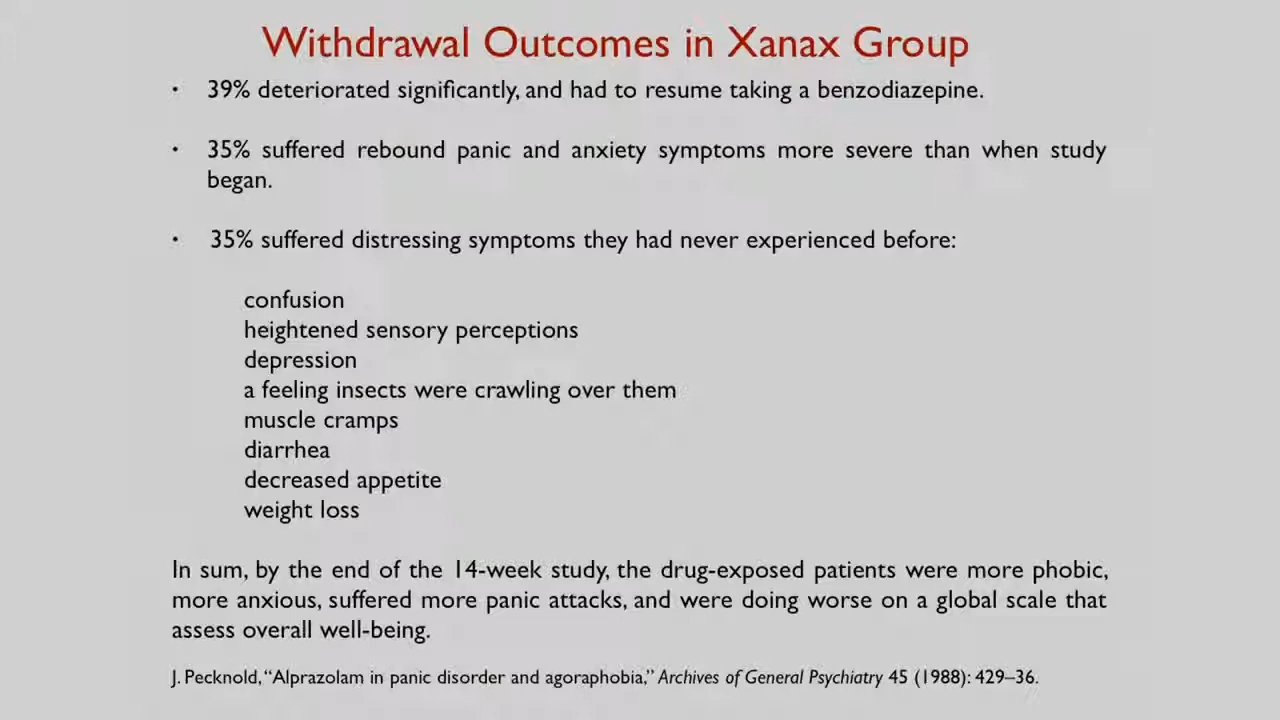 Withdrawal Outcomes in Xanax Group
• 39% deteriorated significantly, and had to resume taking a benzodiazepine.
• 35% suffered rebound panic and anxiety symptoms more severe than when study
began.
• 35% suffered distressing symptoms they had never experienced before:
confusion
heightened sensory perceptions
depression
a feeling insects were crawling over them
muscle cramps
diarrhea
decreased appetite
weight loss
In sum, by the end of the 14-week study, the drug-exposed patients were more phobic,
more anxious, suffered more panic attacks, and were doing worse on a global scale that
assess overall well-being.
J. Pecknold, “Alprazolam in panic disorder and agoraphobia,” Archives of General Psychiatry 45 (1988): 429–36.